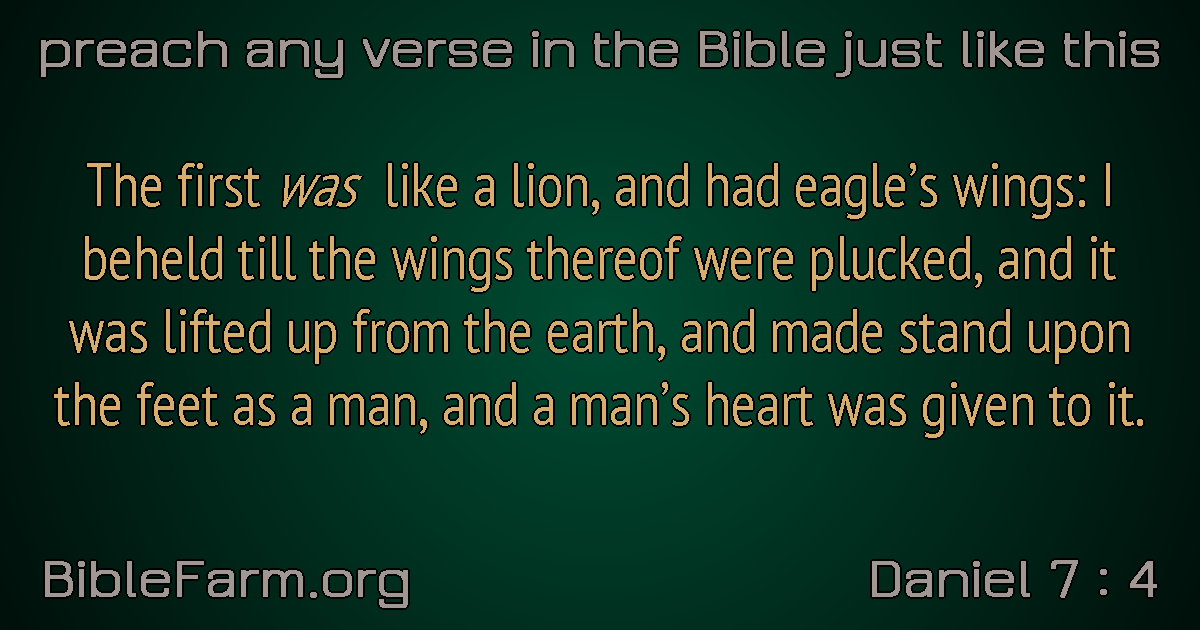 preach any verse in the Bible just like this
The first was like a lion, and had eagle’s wings: I
beheld till the wings thereof were plucked, and it
was lifted up from the earth, and made stand upon
the feet as a man, and a man’s heart was given to it.
BibleFarm.org
Daniel 7 : 4